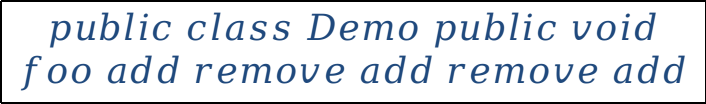 public class Demo public void
foo add remove add remove add